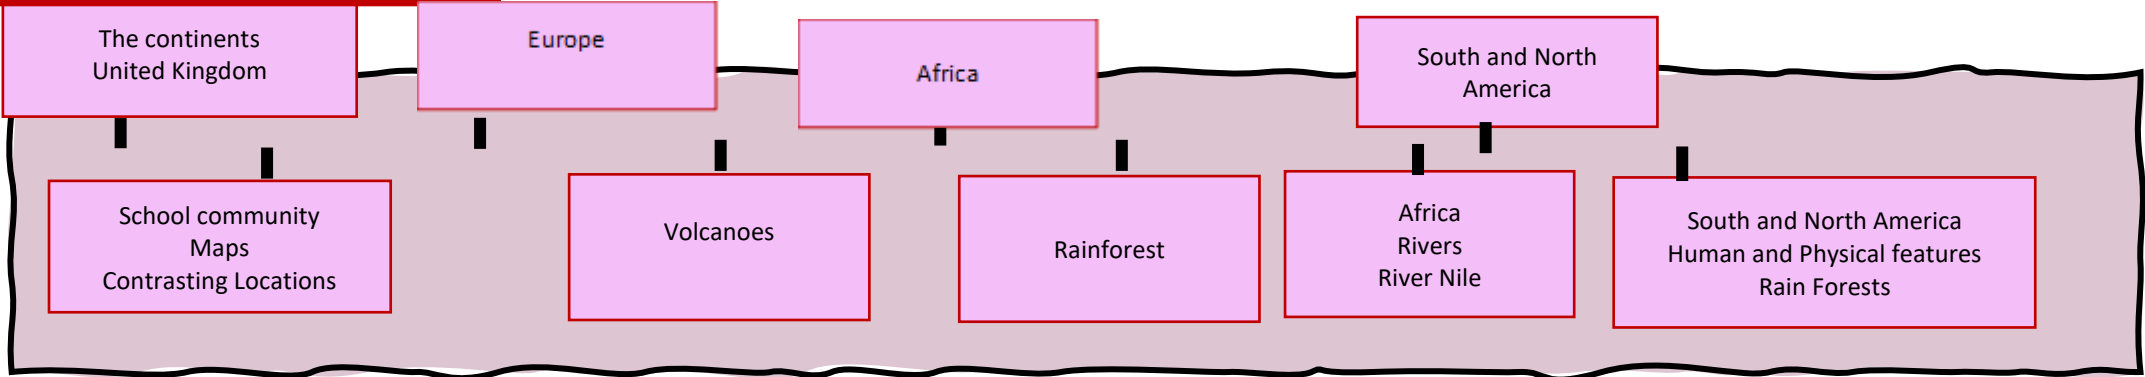 The continents
United Kingdom
Europe
Africa
South and North
America
School community
Maps
Contrasting Locations
Volcanoes
Rainforest
Africa
Rivers
River Nile
South and North America
Human and Physical features
Rain Forests